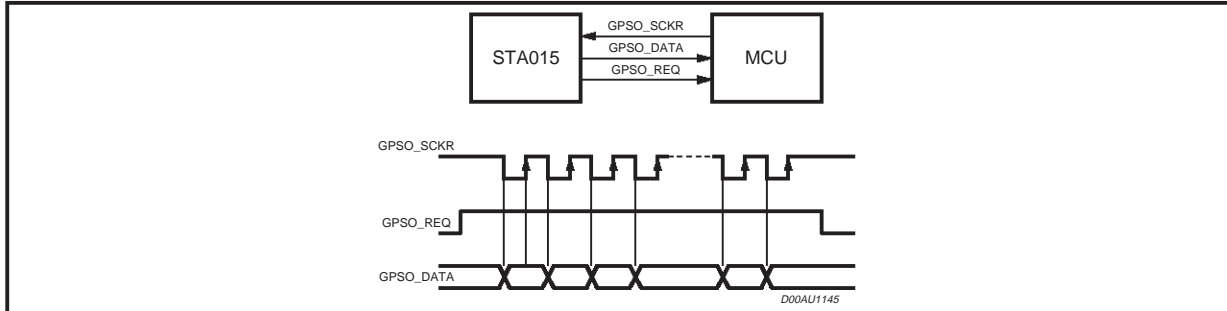 GPSO_SCKR
STA015
GPSO_DATA
MCU
GPSO_REQ
GPSO_SCKR
GPSO_REQ
GPSO_DATA
D00AU1145